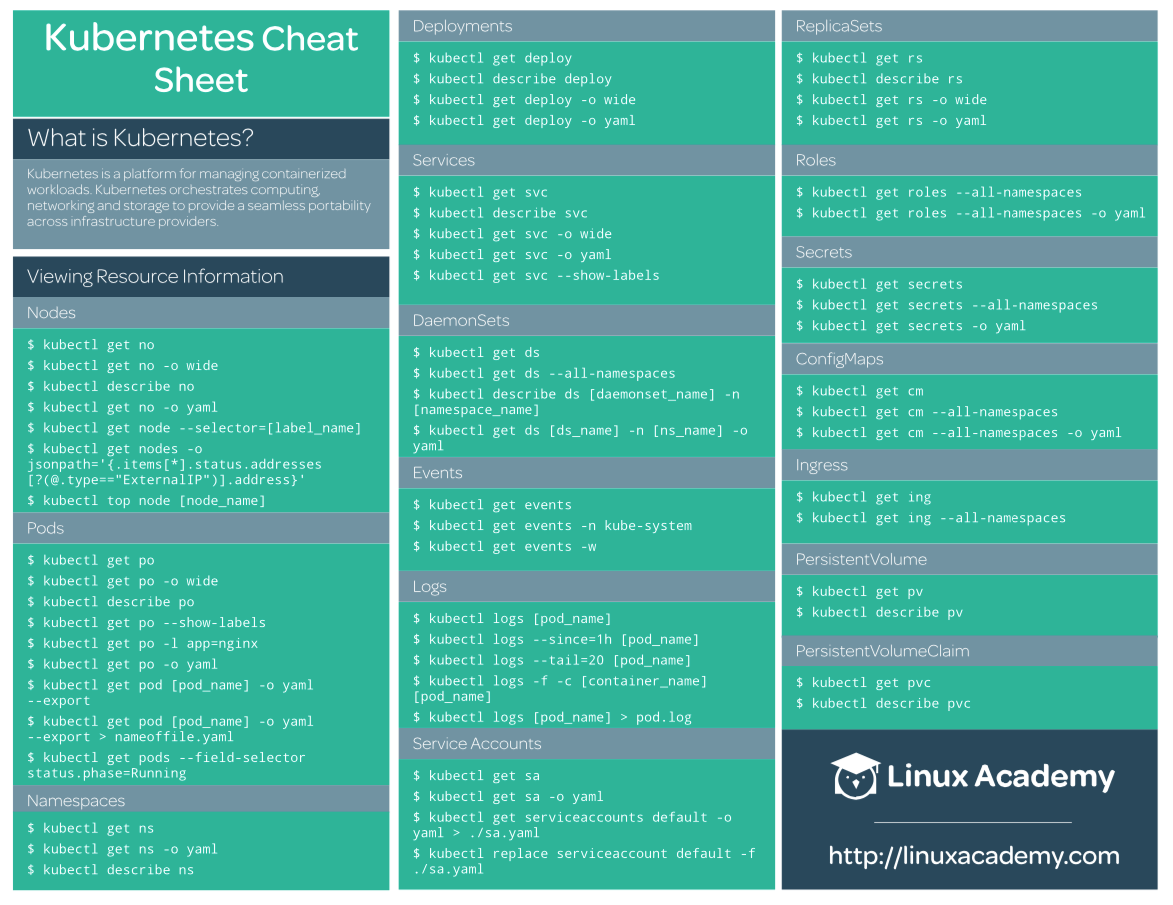 Kubernetes Cheat
Sheet
What is Kubernetes?
Kubernetes is a platform for managing containerized
workloads. Kubernetes orchestrates computing,
networking and storage to provide a seamless portability
across infrastructure providers.
Viewing Resource Information
Nodes
$ kubectl get no
$ kubectl get no -o wide
$ kubectl describe no
$ kubectl get no -o yaml
$ kubectl get node --selector=[label_name]
$ kubectl get nodes -o
jsonpath='{.items[*].status.addresses
[?(@.type=="ExternalIP")].address}'
$ kubectl top node [node_name]
Pods
$ kubectl get po
$ kubectl get po -o wide
$ kubectl describe po
$ kubectl get po --show-labels
$ kubectl get po -l app=nginx
$ kubectl get po -o yaml
$ kubectl get pod [pod_name] -o yaml
--export
$ kubectl get pod [pod_name] -o yaml
--export > nameoffile.yaml
$ kubectl get pods --field-selector
status.phase=Running
Namespaces
$ kubectl get ns
$ kubectl get ns -o yaml
$ kubectl describe ns
Deployments
$ kubectl get deploy
$ kubectl describe deploy
$ kubectl get deploy -o wide
$ kubectl get deploy -o yaml
Services
$ kubectl get svc
$ kubectl describe svc
$ kubectl get svc -o wide
$ kubectl get svc -o yaml
$ kubectl get svc --show-labels
DaemonSets
$ kubectl get ds
$ kubectl get ds --all-namespaces
$ kubectl describe ds [daemonset_name] -n
[namespace_name]
$ kubectl get ds [ds_name] -n [ns_name] -o
yaml
Events
$ kubectl get events
$ kubectl get events -n kube-system
$ kubectl get events -w
Logs
$ kubectl logs [pod_name]
$ kubectl logs --since=1h [pod_name]
$ kubectl logs --tail=20 [pod_name]
$ kubectl logs -f -c [container_name]
[pod_name]
$ kubectl logs [pod_name] > pod.log
Service Accounts
$ kubectl get sa
$ kubectl get sa -o yaml
$ kubectl get serviceaccounts default -o
yaml > ./sa.yaml
$ kubectl replace serviceaccount default -f
./sa.yaml
ReplicaSets
$ kubectl get rs
$ kubectl describe rs
$ kubectl get rs -o wide
$ kubectl get rs -o yaml
Roles
$ kubectl get roles --all-namespaces
$ kubectl get roles --all-namespaces -o yaml
Secrets
$ kubectl get secrets
$ kubectl get secrets --all-namespaces
$ kubectl get secrets -o yaml
ConfigMaps
$ kubectl get cm
$ kubectl get cm --all-namespaces
$ kubectl get cm --all-namespaces -o yaml
Ingress
$ kubectl get ing
$ kubectl get ing --all-namespaces
PersistentVolume
$ kubectl get pv
$ kubectl describe pv
PersistentVolumeClaim
$ kubectl get pvc
$ kubectl describe pvc
Linux Academy
http://linuxacademy.com